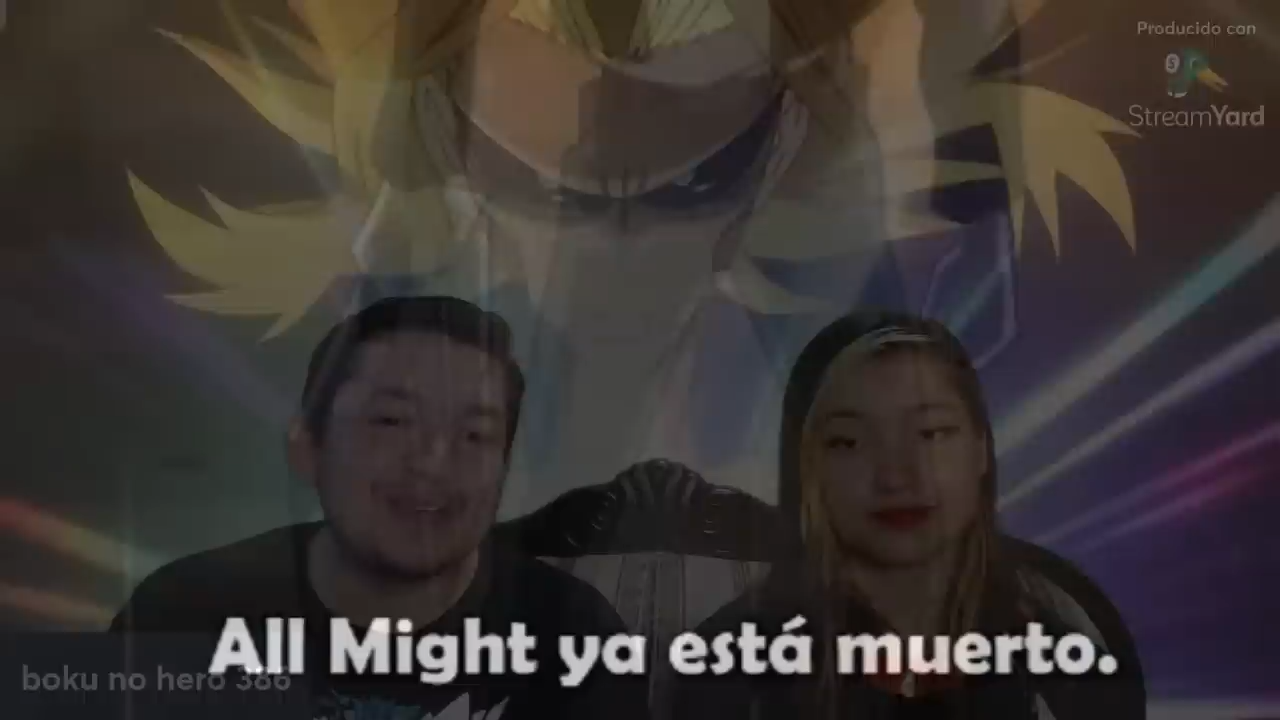 Producido con
StreamYard
All Might ya está muerto.
boku no hero 386